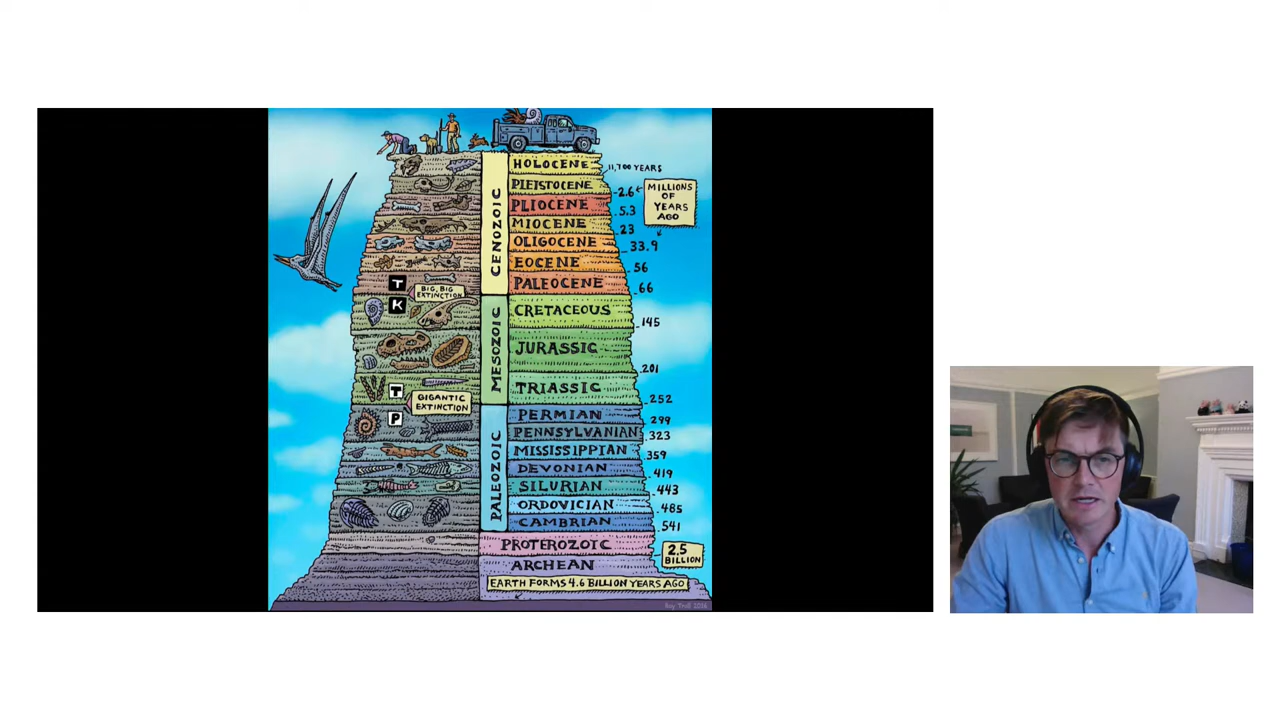 HOLOCENE
11,700 YEARS
PLEISTOCENE
2.6
MILLIONS
OF
YEARS
AGO
PLIOCENE
5.3
MIOCENE
23
OLIGOCENE
33.9
EOCENE
56
PALEOCENE
66
CENOZOIC
T
BIG, BIG
EXTINCTION
K
CRETACEOUS
145
JURASSIC
201
TRIASSIC
252
MESOZOIC
T
GIGANTIC
EXTINCTION
P
PERMIAN
299
PENNSYLVANIAN
323
MISSISSIPPIAN
359
DEVONIAN
419
SILURIAN
443
ORDOVICIAN
485
CAMBRIAN
541
PALEOZOIC
PROTEROZOIC
2.5
BILLION
ARCHEAN
EARTH FORMS 4.6 BILLION YEARS AGO
Ray Troll 2016